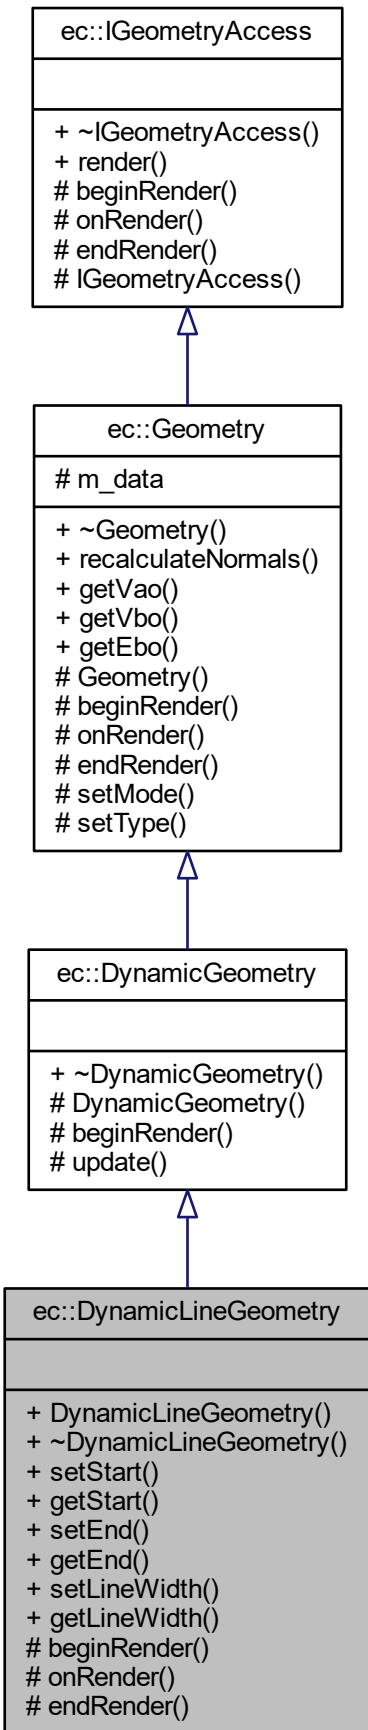 ec::IGeometryAccess
+ ~IGeometryAccess()
+ render()
# beginRender()
# onRender()
# endRender()
# IGeometryAccess()
ec::Geometry
# m_data
+ ~Geometry()
+ recalculateNormals()
+ getVao()
+ getVbo()
+ getEbo()
# Geometry()
# beginRender()
# onRender()
# endRender()
# setMode()
# setType()
ec::DynamicGeometry
+ ~DynamicGeometry()
# DynamicGeometry()
# beginRender()
# update()
ec::DynamicLineGeometry
+ DynamicLineGeometry()
+ ~DynamicLineGeometry()
+ setStart()
+ getStart()
+ setEnd()
+ getEnd()
+ setLineWidth()
+ getLineWidth()
# beginRender()
# onRender()
# endRender()